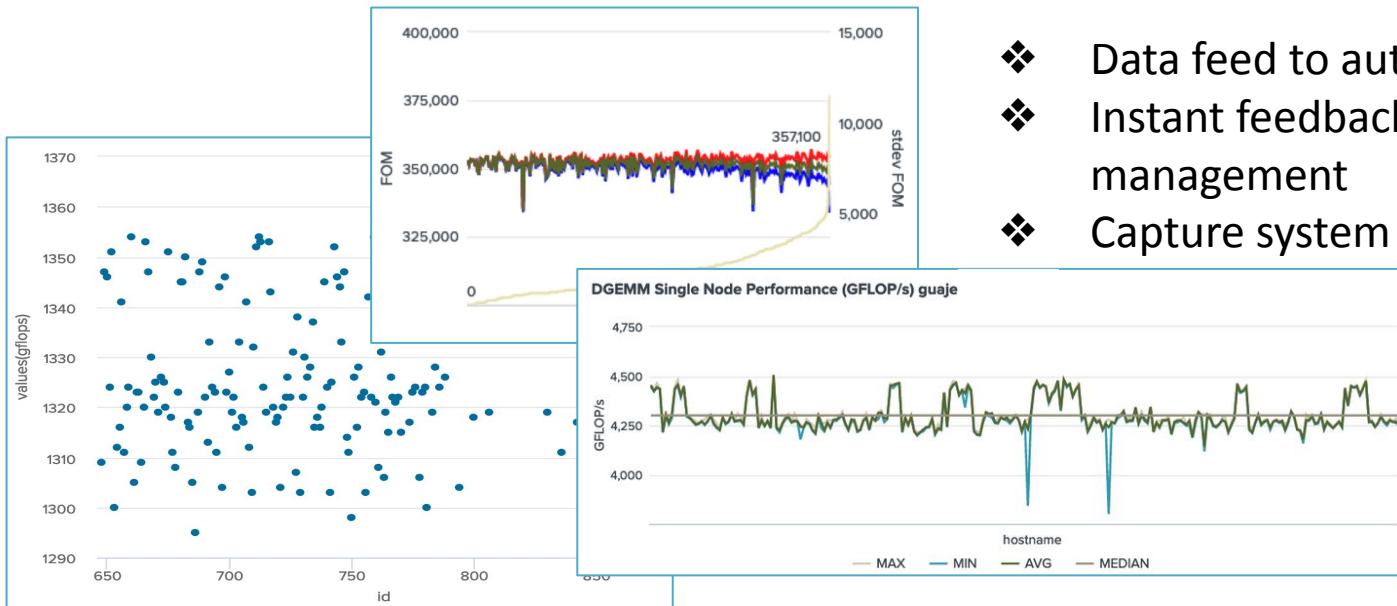 400,000
15,000
375,000
10,000
357,100
350,000
FOM
stdev FOM
5,000
325,000
0
❖ Data feed to aut
❖ Instant feedback
management
❖ Capture system
1370
1360
1350
1340
1330
1320
1310
1300
1290
values(gflops)
650 700 750 800
id
DGEMM Single Node Performance (GFLOP/s) guaje
4,750
4,500
4,250
4,000
GFLOP/s
hostname
MAX MIN AVG MEDIAN